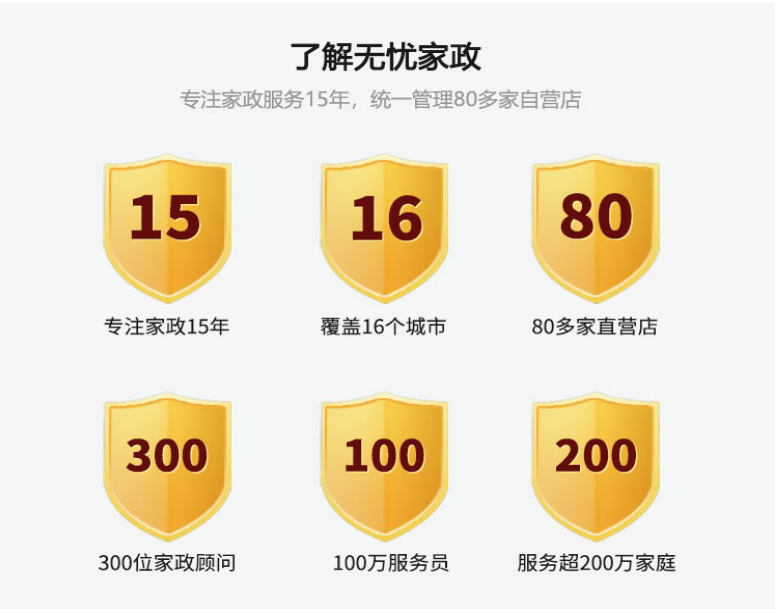 了解无忧家政
专注家政服务15年，统一管理80多家自营店
15
16
80
专注家政15年
覆盖16个城市
80多家直营店
300
100
200
300位家政顾问
100万服务员
服务超200万家庭